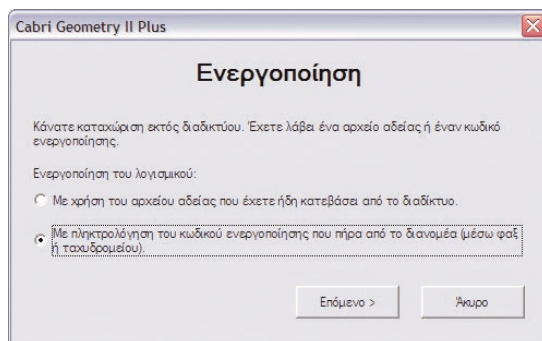 Cabri Geometry II Plus
Ενεργοποίηση
Κάνατε καταχώριση εκτός διαδικτύου. Έχετε λάβει ένα αρχείο αδείας ή έναν κωδικό
ενεργοποίησης.
Ενεργοποίηση του λογισμικού:
Με χρήση του αρχείου αδείας που έχετε ήδη κατεβάσει από το διαδίκτυο.
Με πληκτρολόγηση του κωδικού ενεργοποίησης που πήρα από το διανομέα (μέσω φαξ
ή ταχυδρομείου).
Επόμενο >
Άκυρο